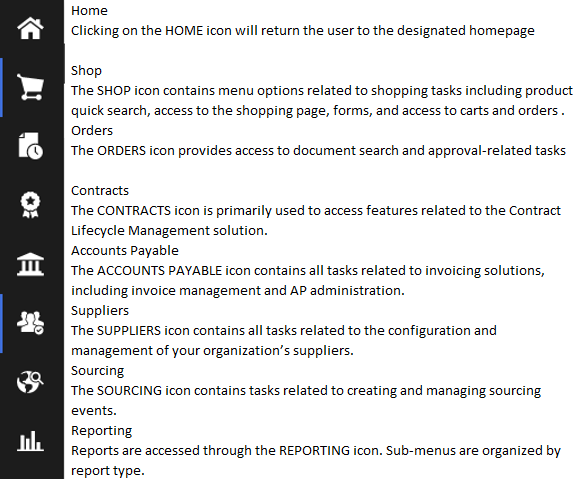 Home
Clicking on the HOME icon will return the user to the designated homepage
Shop
The SHOP icon contains menu options related to shopping tasks including product
quick search, access to the shopping page, forms, and access to carts and orders .
Orders
The ORDERS icon provides access to document search and approval-related tasks
Contracts
The CONTRACTS icon is primarily used to access features related to the Contract
Lifecycle Management solution.
Accounts Payable
The ACCOUNTS PAYABLE icon contains all tasks related to invoicing solutions,
including invoice management and AP administration.
Suppliers
The SUPPLIERS icon contains all tasks related to the configuration and
management of your organization’s suppliers.
Sourcing
The SOURCING icon contains tasks related to creating and managing sourcing
events.
Reporting
Reports are accessed through the REPORTING icon. Sub-menus are organized by
report type.